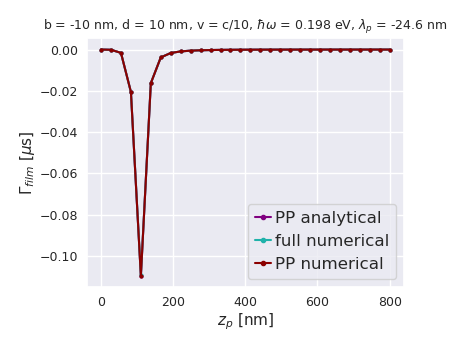 b = -10 nm, d = 10 nm, v = c/10, ℏω = 0.198 eV, λp = -24.6 nm
0.00
−0.02
−0.04
−0.06
−0.08
−0.10
Γfilm [μs]
PP analytical
full numerical
PP numerical
0 200 400 600 800
zp [nm]